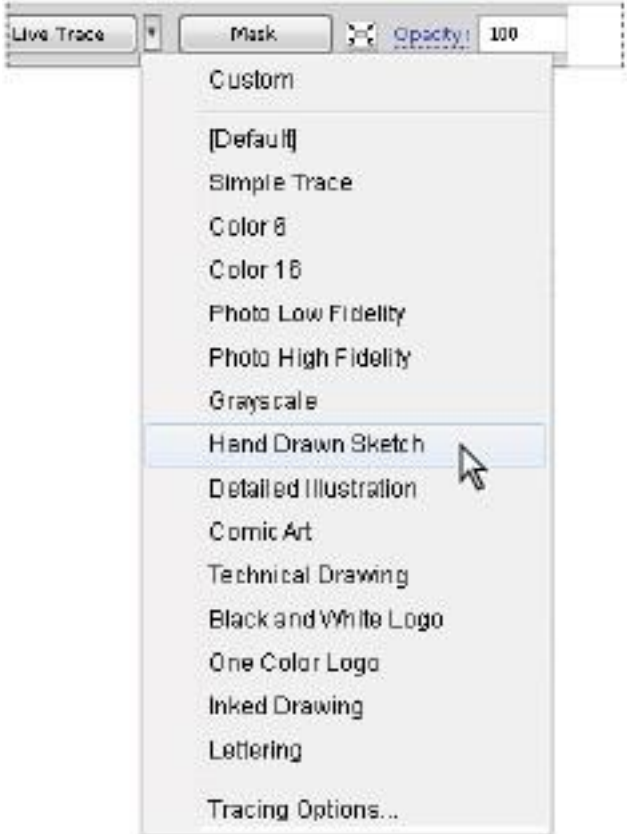 Live Trace Mask Opacity: 100
Custom
[Default]
Simple Trace
Color 6
Color 16
Photo Low Fidelity
Photo High Fidelity
Grayscale
Hand Drawn Sketch
Detailed Illustration
Comic Art
Technical Drawing
Black and White Logo
One Color Logo
Inked Drawing
Lettering
Tracing Options...